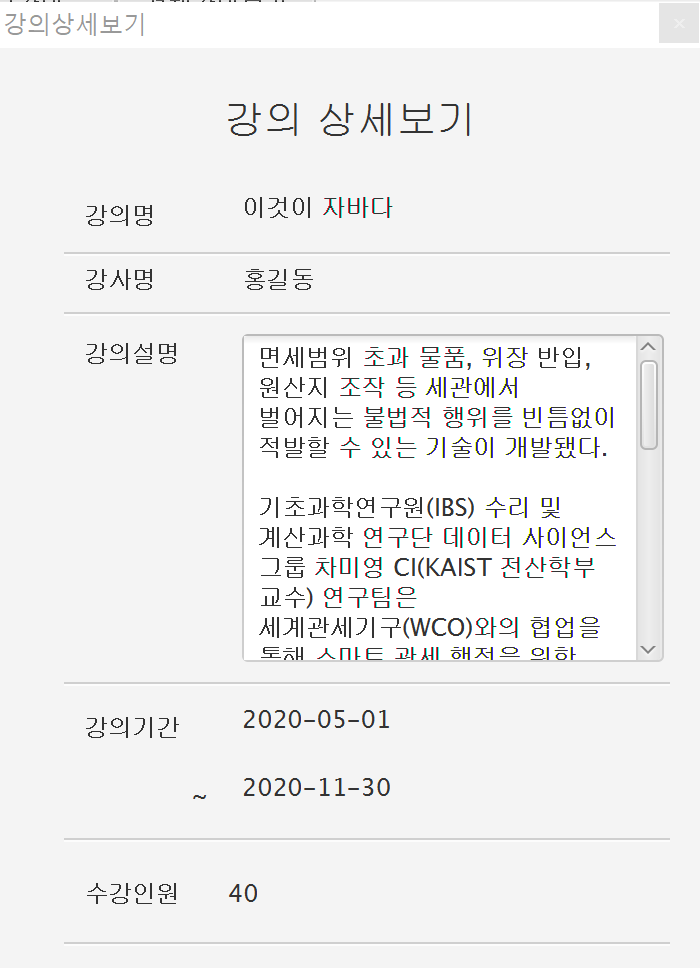 강의상세보기
강의 상세보기
강의명 이것이 자바다
강사명 홍길동
강의설명
면세범위 초과 물품, 위장 반입,
원산지 조작 등 세관에서
벌어지는 불법적 행위를 빈틈없이
적발할 수 있는 기술이 개발됐다.
기초과학연구원(IBS) 수리 및
계산과학 연구단 데이터 사이언스
그룹 차미영 CI(KAIST 전산학부
교수) 연구팀은
세계관세기구(WCO)와의 협업을
통해 스마트 관세 행정을 위한
강의기간 2020-05-01
~ 2020-11-30
수강인원 40